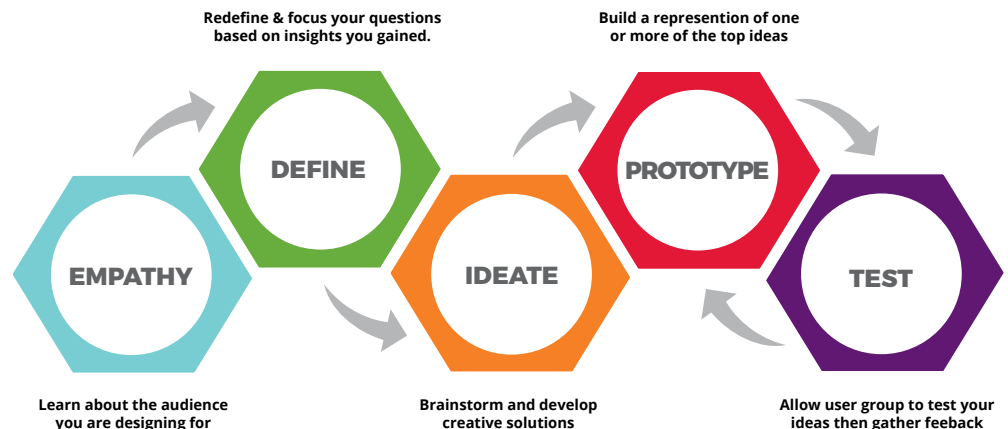 Redefine & focus your questions
based on insights you gained.
Build a represention of one
or more of the top ideas
DEFINE
PROTOTYPE
EMPATHY
IDEATE
TEST
Learn about the audience
you are designing for
Brainstorm and develop
creative solutions
Allow user group to test your
ideas then gather feeback